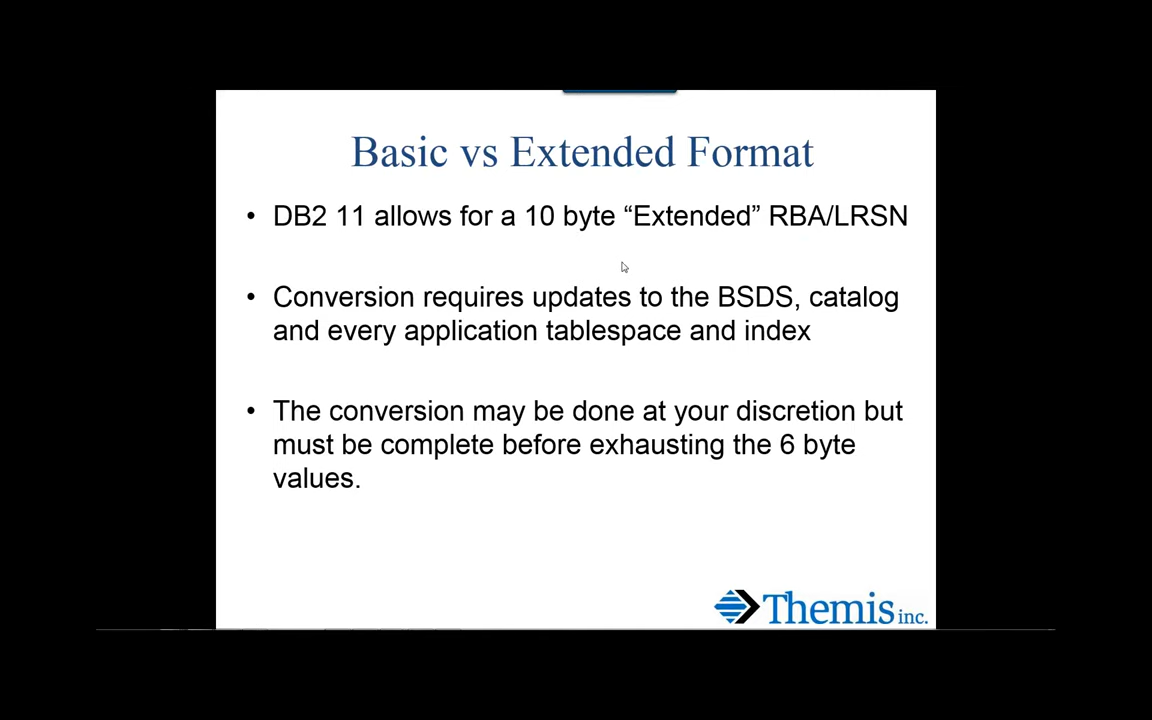 Basic vs Extended Format
• DB2 11 allows for a 10 byte “Extended” RBA/LRSN
• Conversion requires updates to the BSDS, catalog
and every application tablespace and index
• The conversion may be done at your discretion but
must be complete before exhausting the 6 byte
values.
Themis inc.